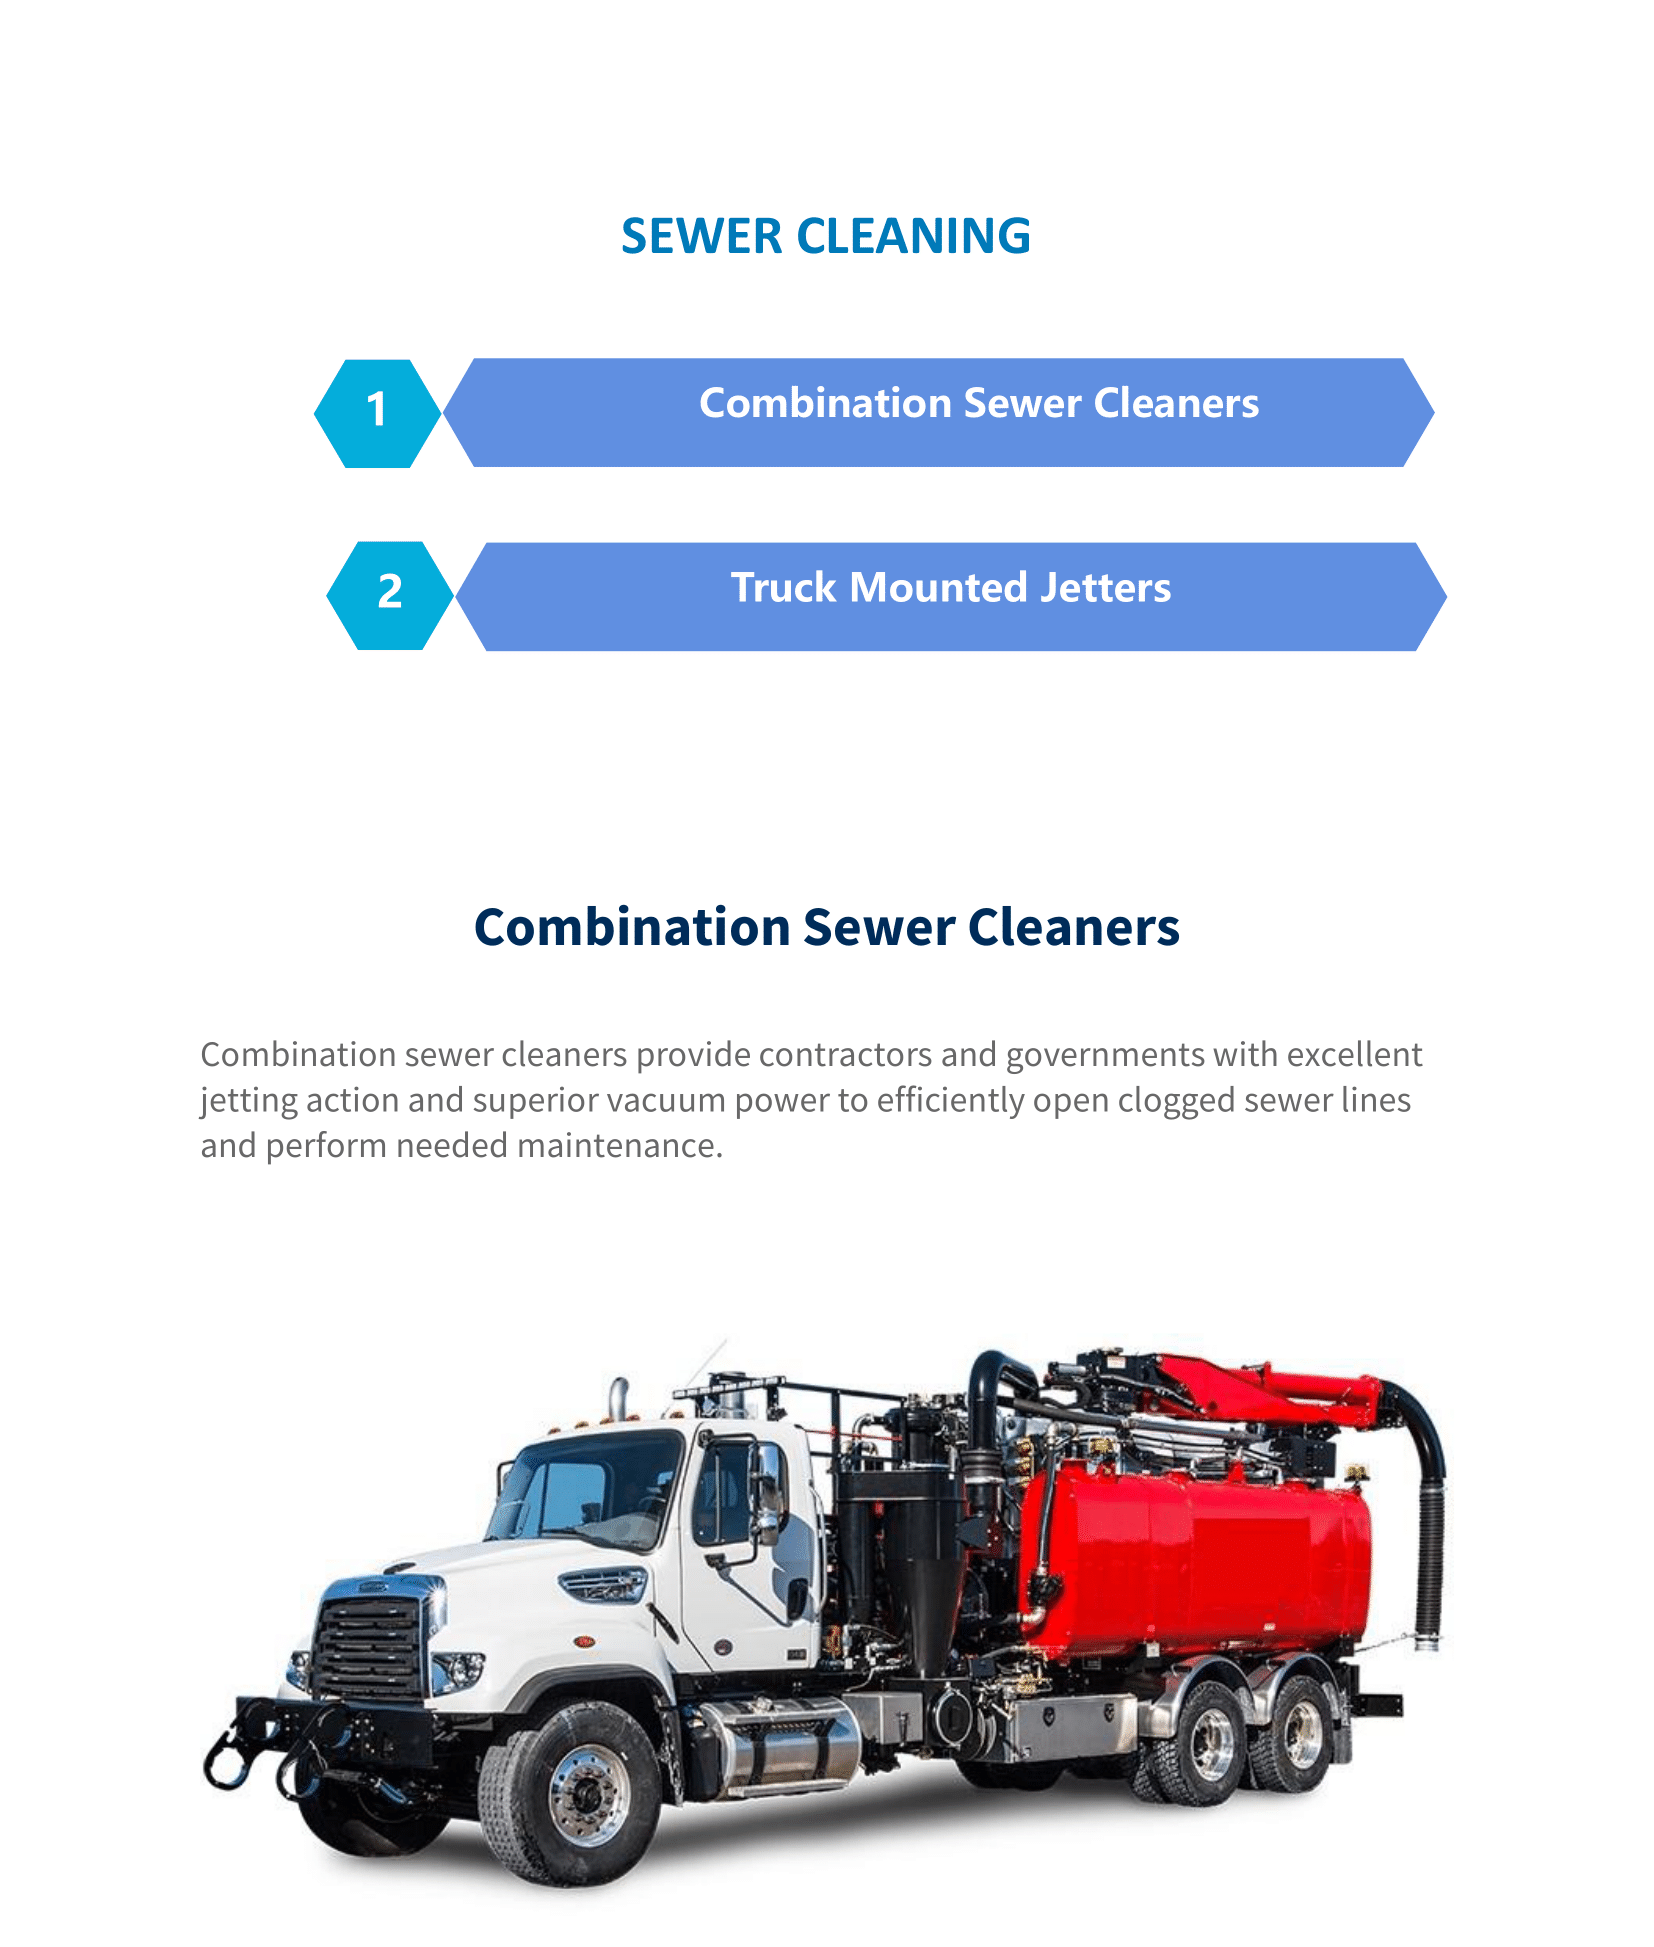 SEWER CLEANING
1
Combination Sewer Cleaners
2
Truck Mounted Jetters
Combination Sewer Cleaners
Combination sewer cleaners provide contractors and governments with excellent
jetting action and superior vacuum power to efficiently open clogged sewer lines
and perform needed maintenance.